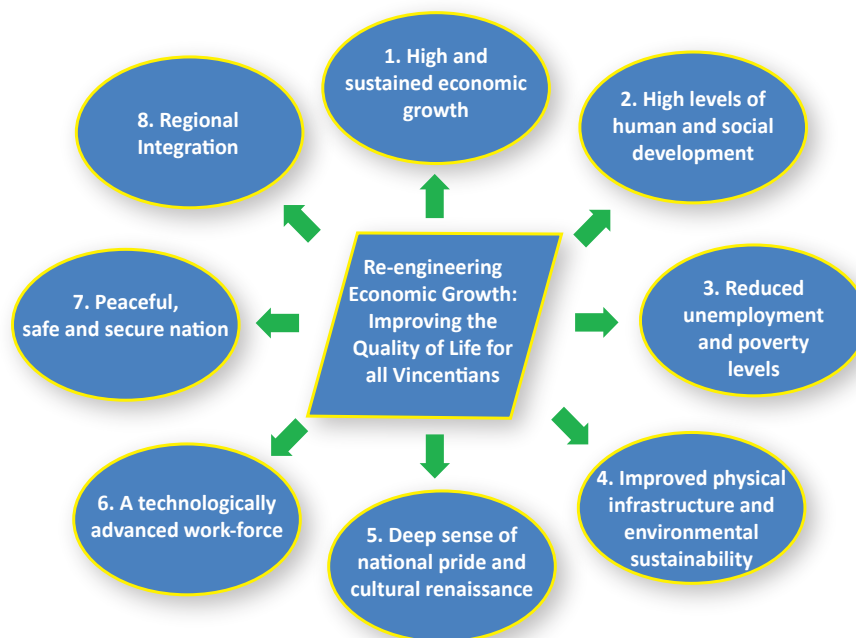 1. High and
sustained economic
growth
2. High levels of
human and social
development
8. Regional
Integration
Re-engineering
Economic Growth:
Improving the
Quality of Life for
all Vincentians
3. Reduced
unemployment
and poverty
levels
7. Peaceful,
safe and secure nation
4. Improved physical
infrastructure and
environmental
sustainability
6. A technologically
advanced work-force
5. Deep sense of
national pride and
cultural renaissance